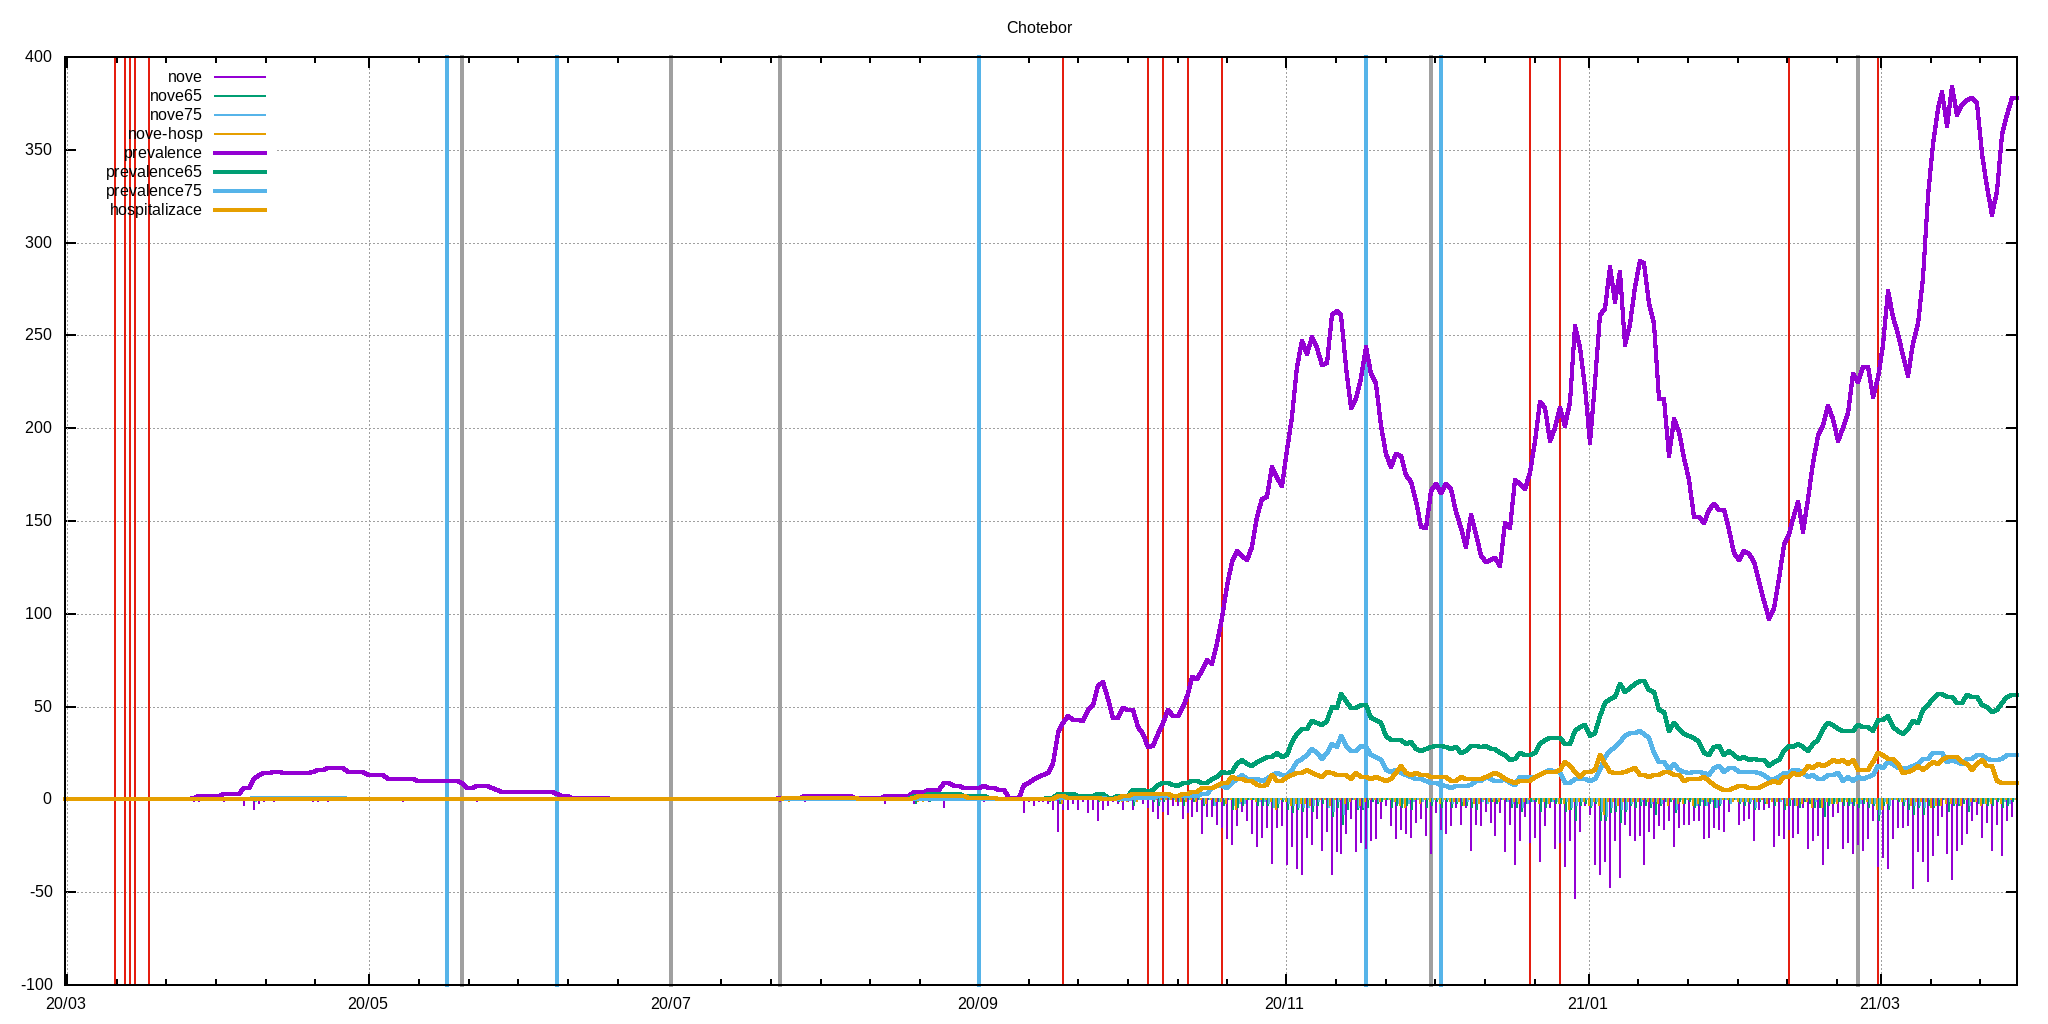 Chotebor
400
350
300
250
200
150
100
50
0
-50
-100
nove
nove65
nove75
nove-hosp
prevalence
prevalence65
prevalence75
hospitalizace
20/03
20/05
20/07
20/09
20/11
21/01
21/03